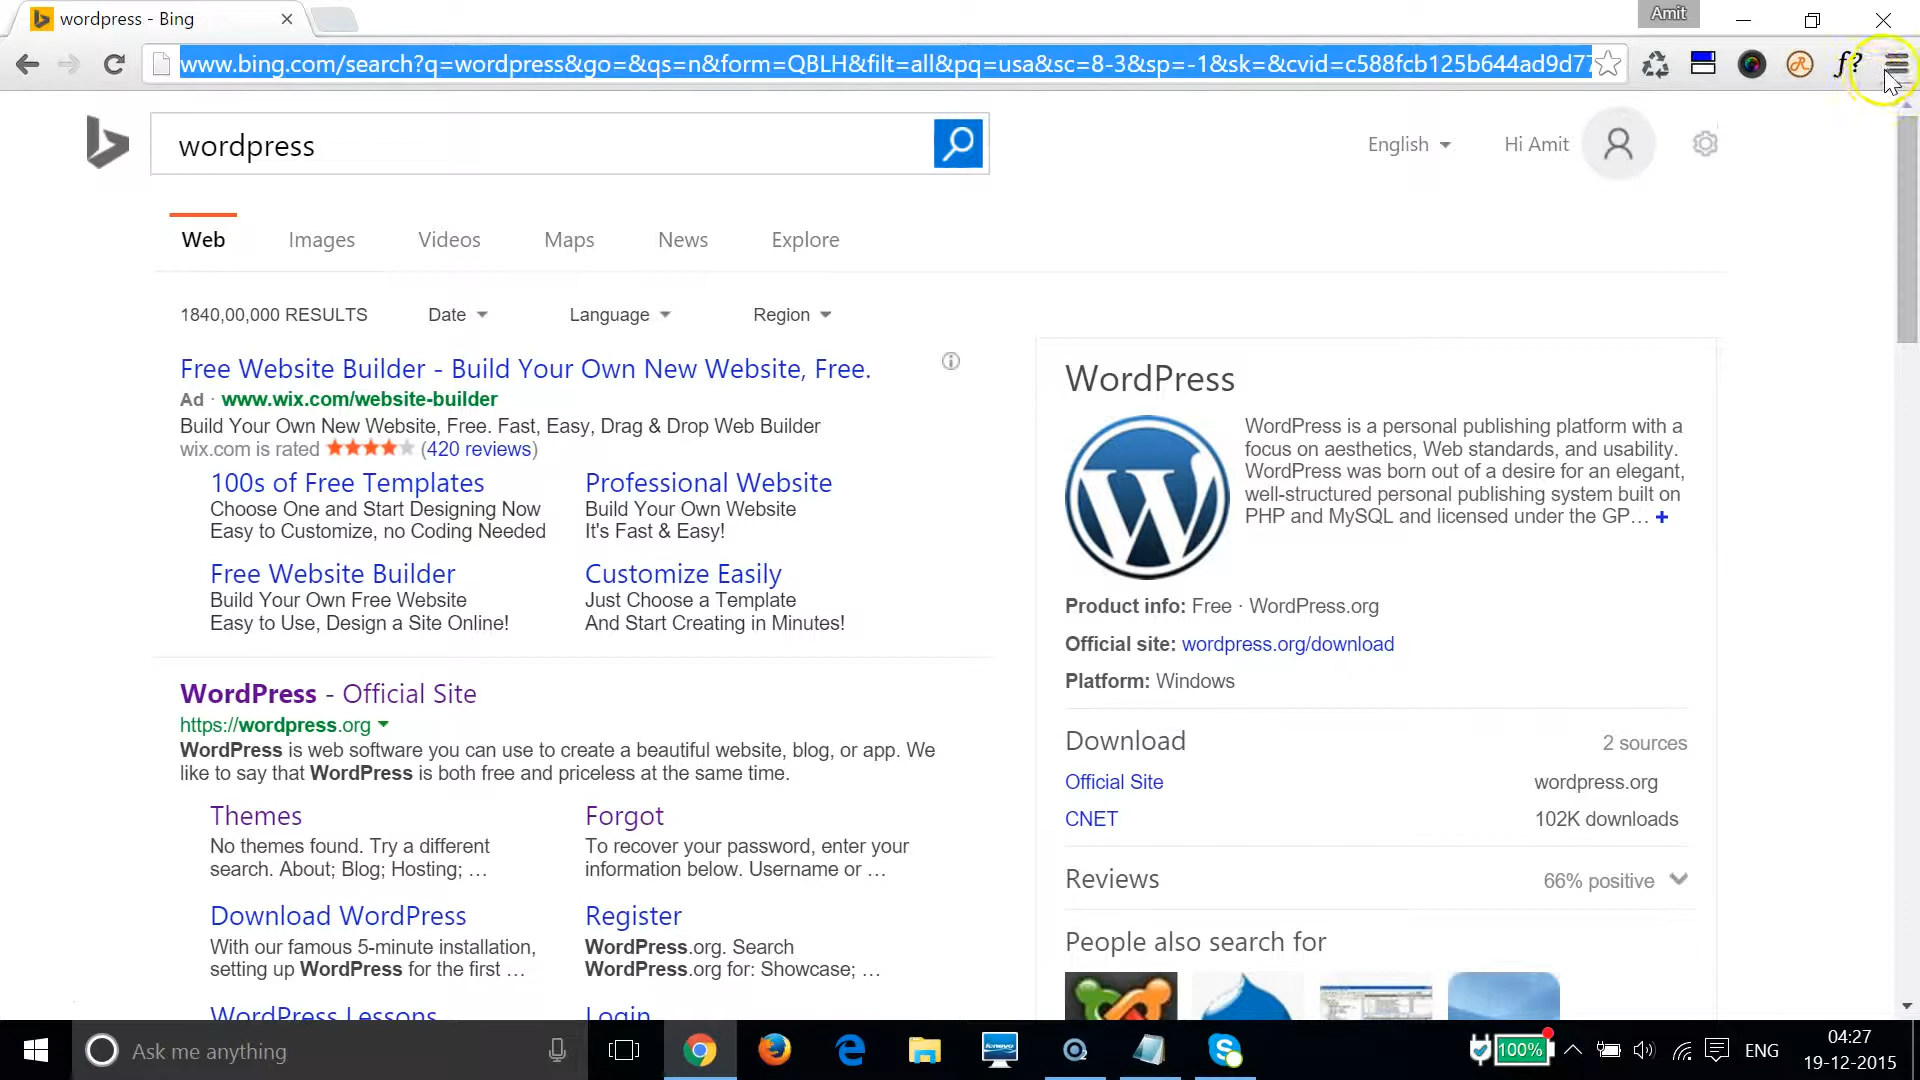 wordpress - Bing
Amit
www.bing.com/search?q=wordpress&go=&qs=n&form=QBLH&filt=all&pq=usa&sc=8-3&sp=-1&sk=&cvid=c588fcb125b644ad9d77
f?
wordpress
English
Hi Amit
Web
Images
Videos
Maps
News
Explore
1840,00,000 RESULTS
Date
Language
Region
Free Website Builder - Build Your Own New Website, Free.
Ad · www.wix.com/website-builder
Build Your Own New Website, Free. Fast, Easy, Drag & Drop Web Builder
wix.com is rated ★★★★★ (420 reviews)
100s of Free Templates
Choose One and Start Designing Now
Easy to Customize, no Coding Needed
Professional Website
Build Your Own Website
It's Fast & Easy!
Free Website Builder
Build Your Own Free Website
Easy to Use, Design a Site Online!
Customize Easily
Just Choose a Template
And Start Creating in Minutes!
WordPress - Official Site
https://wordpress.org
WordPress is web software you can use to create a beautiful website, blog, or app. We
like to say that WordPress is both free and priceless at the same time.
Themes
No themes found. Try a different
search. About; Blog; Hosting; …
Forgot
To recover your password, enter your
information below. Username or …
Download WordPress
With our famous 5-minute installation,
setting up WordPress for the first …
Register
WordPress.org. Search
WordPress.org for: Showcase; …
WordPress Lessons
Login
WordPress
WordPress is a personal publishing platform with a
focus on aesthetics, Web standards, and usability.
WordPress was born out of a desire for an elegant,
well-structured personal publishing system built on
PHP and MySQL and licensed under the GP… +
Product info: Free · WordPress.org
Official site: wordpress.org/download
Platform: Windows
Download
2 sources
Official Site
wordpress.org
CNET
102K downloads
Reviews
66% positive
People also search for
Ask me anything
lenovo
100%
ENG
04:27
19-12-2015